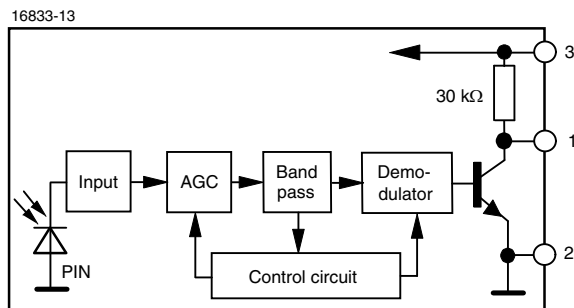 16833-13
3
30 kΩ
1
Input
AGC
Band
pass
Demo-
dulator
2
PIN
Control circuit